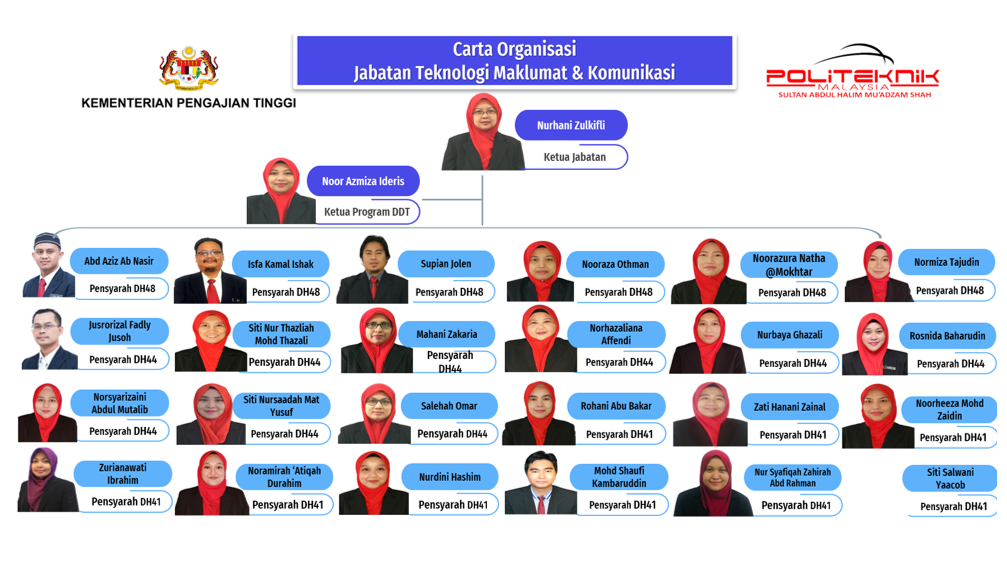 Carta Organisasi
Jabatan Teknologi Maklumat & Komunikasi
KEMENTERIAN PENGAJIAN TINGGI
POLITEKNIK
MALAYSIA
SULTAN ABDUL HALIM MU'ADZAM SHAH
Nurhani Zulkifli
Ketua Jabatan
Noor Azmiza Ideris
Ketua Program DDT
Abd Aziz Ab Nasir
Pensyarah DH48
Isfa Kamal Ishak
Pensyarah DH48
Supian Jolen
Pensyarah DH48
Nooraza Othman
Pensyarah DH48
Noorazura Natha
@Mokhtar
Pensyarah DH48
Normiza Tajudin
Pensyarah DH48
Jusrorizal Fadly
Jusoh
Pensyarah DH44
Siti Nur Thazliah
Mohd Thazali
Pensyarah DH44
Mahani Zakaria
Pensyarah
DH44
Norhazaliana
Affendi
Pensyarah DH44
Nurbaya Ghazali
Pensyarah DH44
Rosnida Baharudin
Pensyarah DH44
Norsyarizaini
Abdul Mutalib
Pensyarah DH44
Siti Nursaadah Mat
Yusuf
Pensyarah DH44
Salehah Omar
Pensyarah DH44
Rohani Abu Bakar
Pensyarah DH41
Zati Hanani Zainal
Pensyarah DH41
Noorheeza Mohd
Zaidin
Pensyarah DH41
Zurianawati
Ibrahim
Pensyarah DH41
Noramirah 'Atiqah
Durahim
Pensyarah DH41
Nurdini Hashim
Pensyarah DH41
Mohd Shaufi
Kambaruddin
Pensyarah DH41
Nur Syafiqah Zahirah
Abd Rahman
Pensyarah DH41
Siti Salwani
Yaacob
Pensyarah DH41